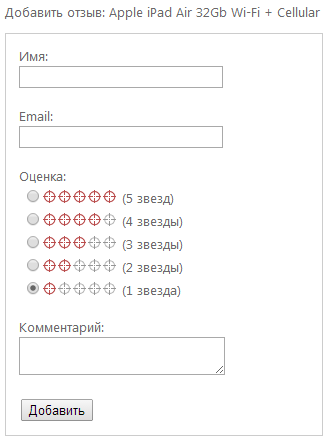 Добавить отзыв: Apple iPad Air 32Gb Wi-Fi + Cellular
Имя:
Email:
Оценка:
(5 звезд)
(4 звезды)
(3 звезды)
(2 звезды)
(1 звезда)
Комментарий:
Добавить